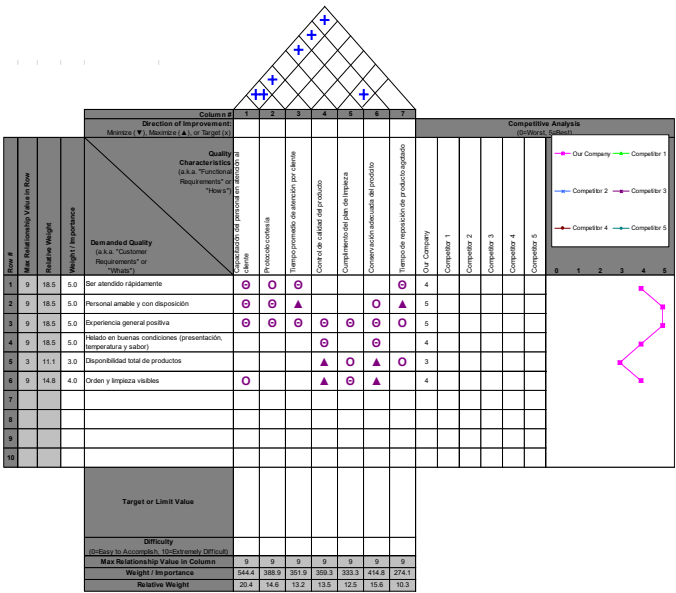 +
+
+
+
++ +
Column # 1 2 3 4 5 6 7
Direction of Improvement:
Minimize (▼), Maximize (▲), or Target (x)
Competitive Analysis
(0=Worst, 5=Best)
Row #
Max Relationship Value in Row
Relative Weight
Weight / Importance
Quality
Characteristics
(a.k.a. "Functional
Requirements" or
"Hows")
Demanded Quality
(a.k.a. "Customer
Requirements" or
"Whats")
Capacitación del personal en atención al
cliente
Protocolo cortesía
Tiempo promedio de atención por cliente
Control de calidad del producto
Cumplimiento del plan de limpieza
Conservación adecuada del prodcto
Tiempo de reposición de producto agotado
Our Company
Competitor 1
Competitor 2
Competitor 3
Competitor 4
Competitor 5
Our Company Competitor 1
Competitor 2 Competitor 3
Competitor 4 Competitor 5
0 1 2 3 4 5
1 9 18.5 5.0 Ser atendido rápidamente Θ Ο Θ Θ 4
2 9 18.5 5.0 Personal amable y con disposición Θ Θ ▲ Ο ▲ 5
3 9 18.5 5.0 Experiencia general positiva Θ Θ Θ Θ Θ Θ Ο 5
4 9 18.5 5.0 Helado en buenas condiciones (presentación,
temperatura y sabor) Θ Θ 4
5 3 11.1 3.0 Disponibilidad total de productos ▲ Ο ▲ Ο 3
6 9 14.8 4.0 Orden y limpieza visibles Ο ▲ Θ ▲ 4
7
8
9
10
Target or Limit Value
Difficulty
(0=Easy to Accomplish, 10=Extremely Difficult)
Max Relationship Value in Column 9 9 9 9 9 9 9
Weight / Importance 544.4 388.9 351.9 359.3 333.3 414.8 274.1
Relative Weight 20.4 14.6 13.2 13.5 12.5 15.6 10.3